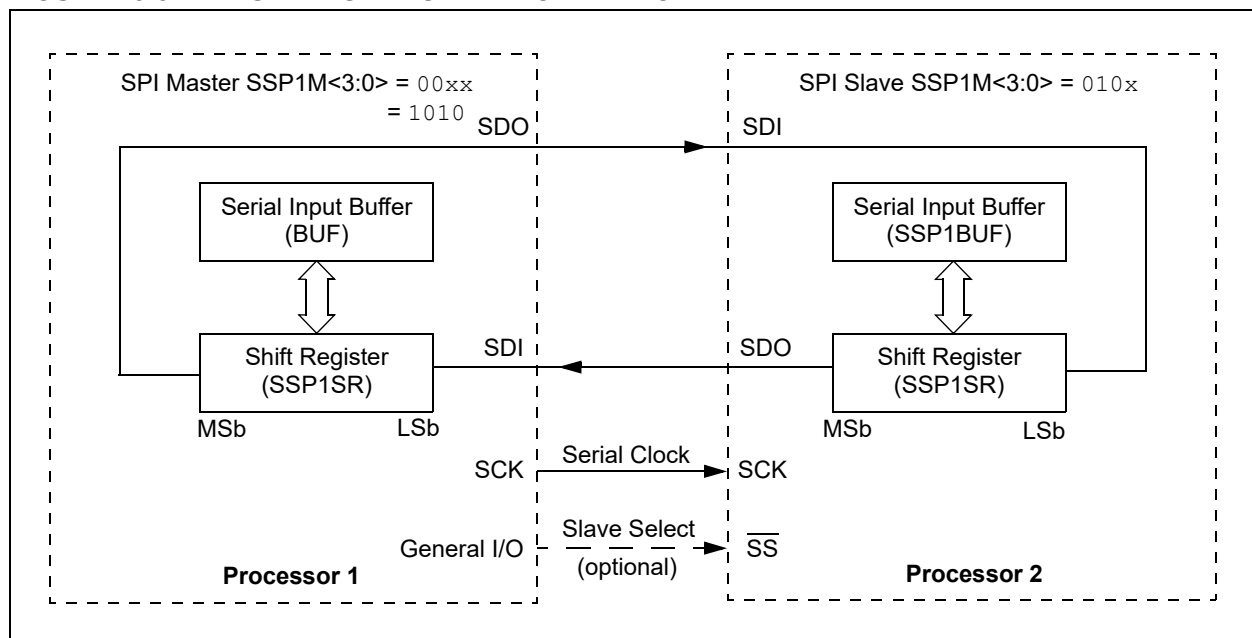 SPI Master SSP1M<3:0> = 00xx
= 1010
SDO
Serial Input Buffer
(BUF)
Shift Register
(SSP1SR)
MSb
LSb
SDI
SCK
General I/O
Processor 1
Serial Clock
Slave Select
(optional)
SPI Slave SSP1M<3:0> = 010x
SDI
Serial Input Buffer
(SSP1BUF)
SDO
Shift Register
(SSP1SR)
MSb
LSb
SCK
SS
Processor 2